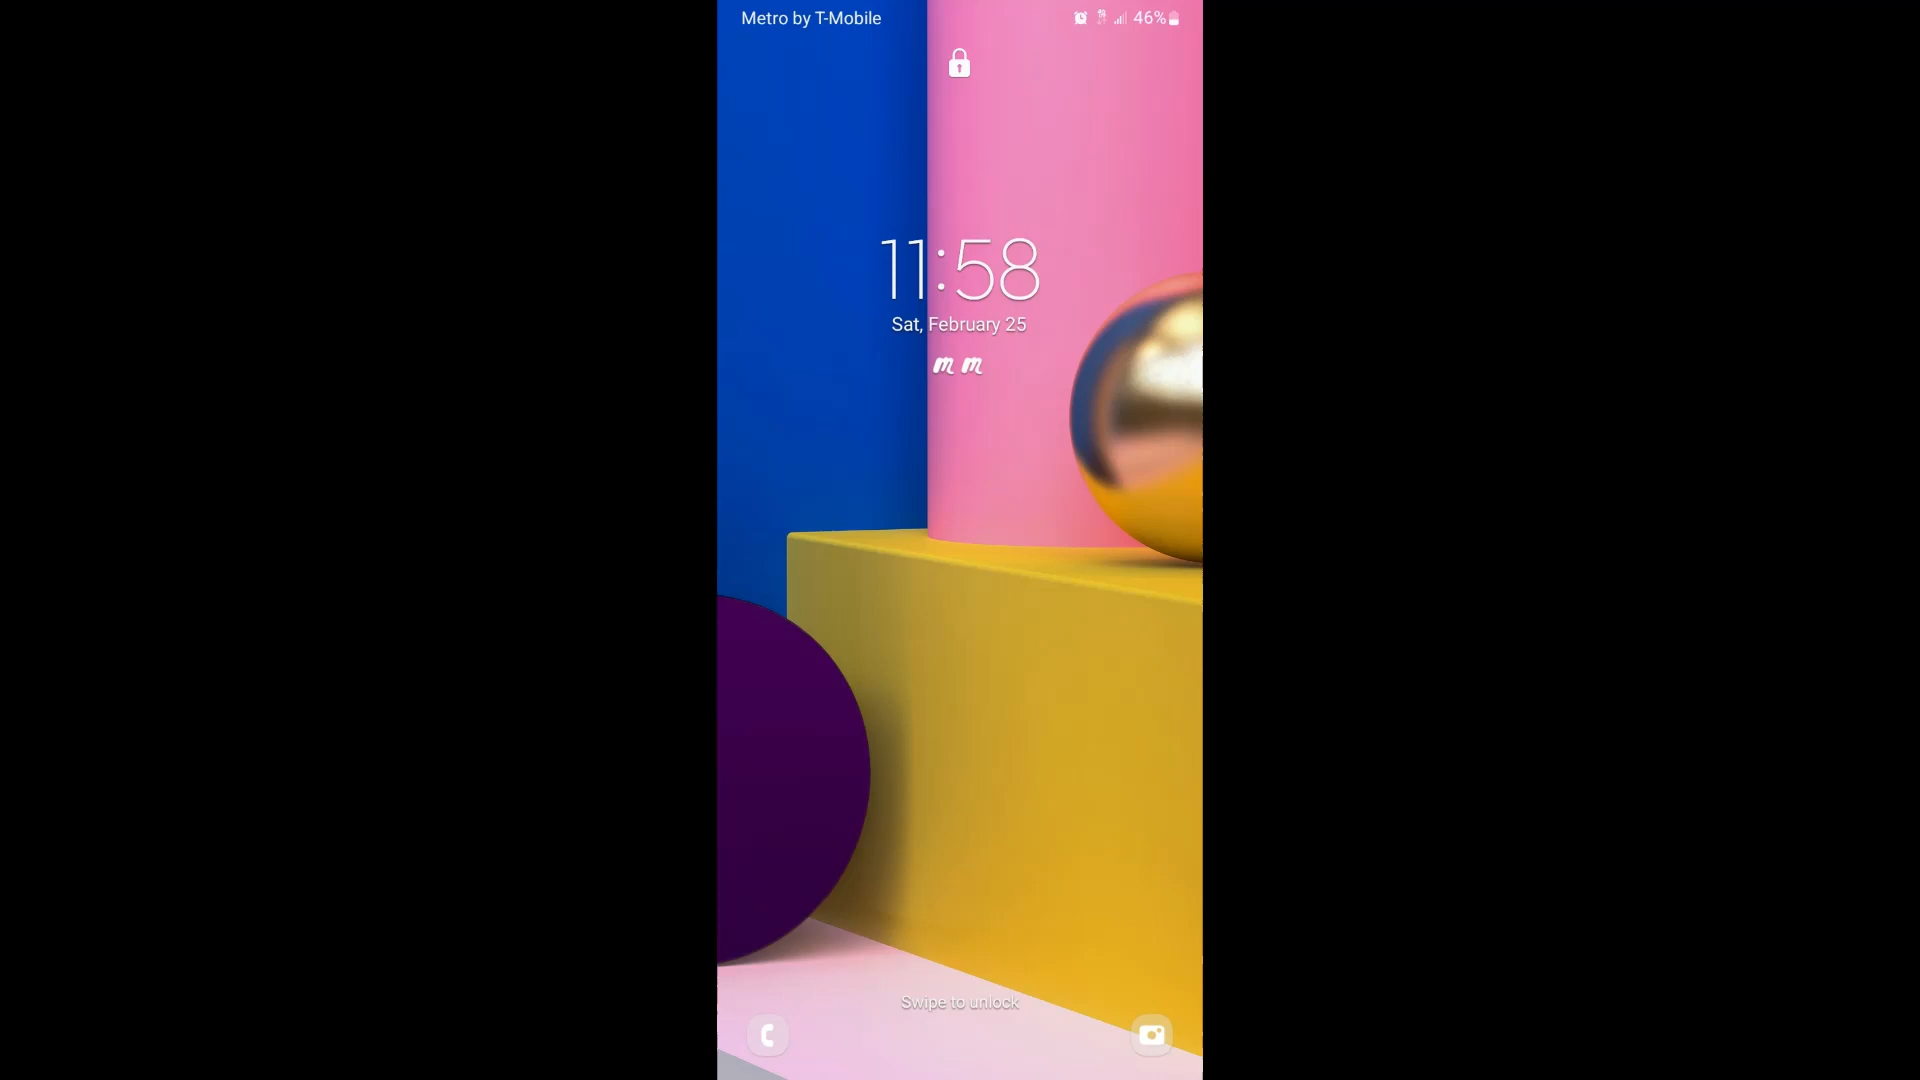 Metro by T-Mobile
46%
11:58
Sat, February 25
m m
Swipe to unlock